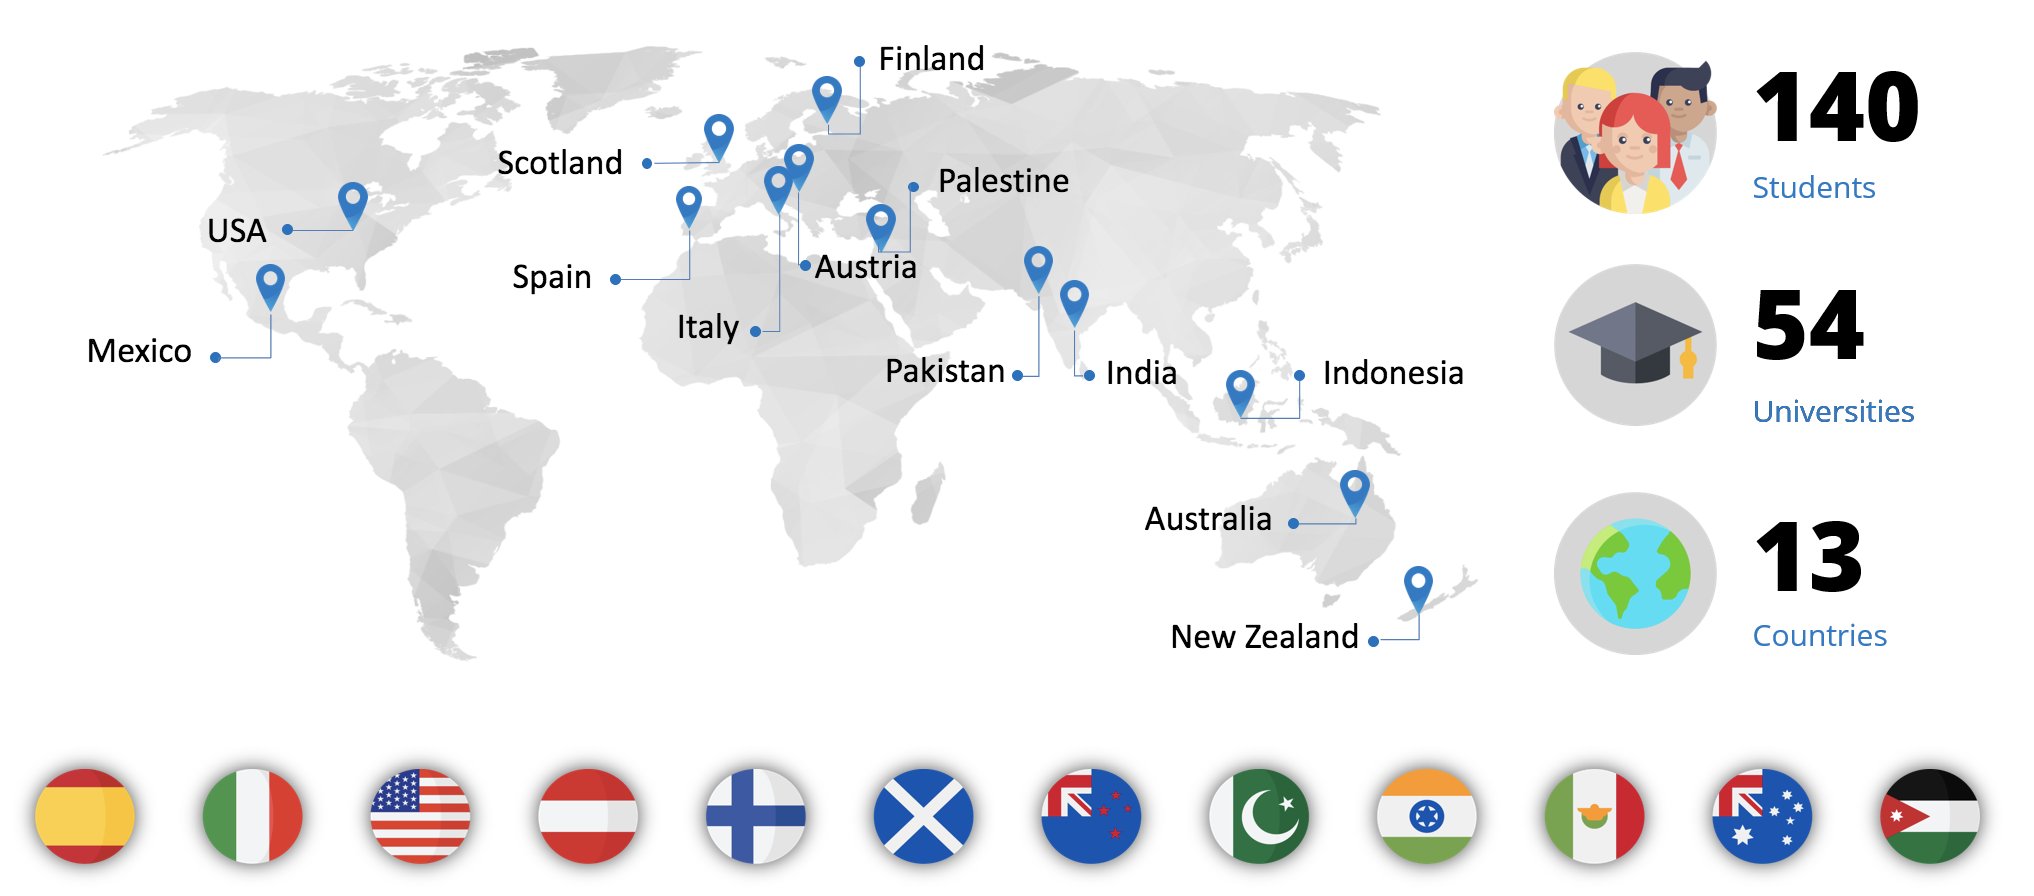 Finland
Scotland
Palestine
USA
Spain
Austria
Italy
Mexico
Pakistan
India
Indonesia
Australia
New Zealand
140
Students
54
Universities
13
Countries